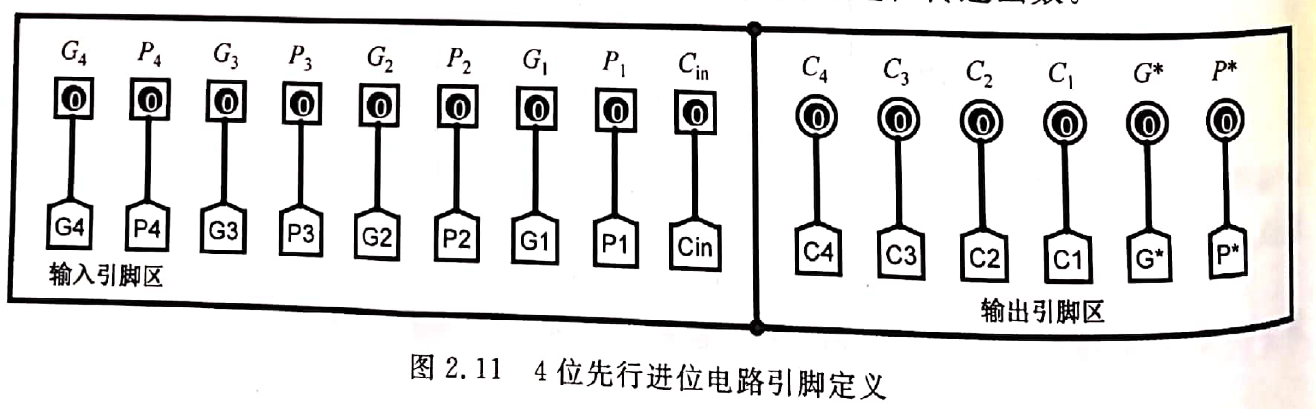 G₄ P₄ G₃ P₃ G₂ P₂ G₁ P₁ C_in C₄ C₃ C₂ C₁ G* P*
0 0 0 0 0 0 0 0 0 0 0 0 0 0 0
G4 P4 G3 P3 G2 P2 G1 P1 Cin C4 C3 C2 C1 G* P*
输入引脚区 输出引脚区
图 2.11 4 位先行进位电路引脚定义